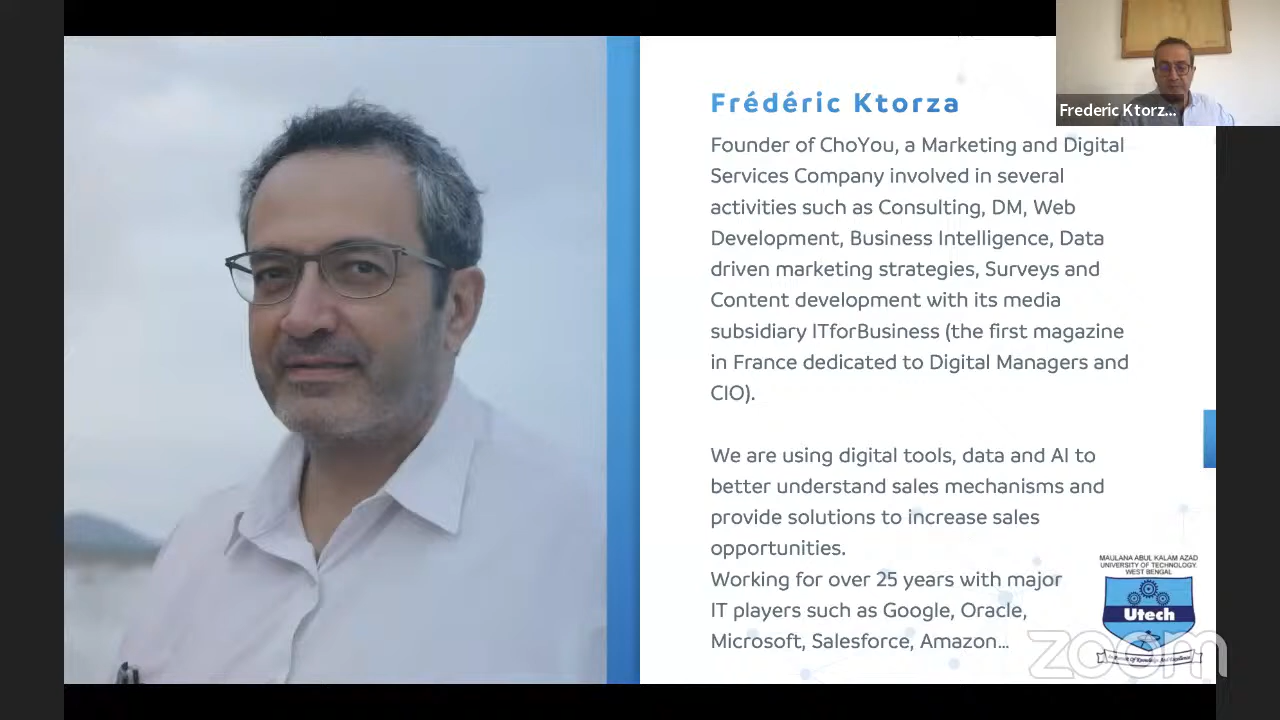 Frédéric Ktorza
Frederic Ktorz...
Founder of ChoYou, a Marketing and Digital
Services Company involved in several
activities such as Consulting, DM, Web
Development, Business Intelligence, Data
driven marketing strategies, Surveys and
Content development with its media
subsidiary ITforBusiness (the first magazine
in France dedicated to Digital Managers and
CIO).
We are using digital tools, data and AI to
better understand sales mechanisms and
provide solutions to increase sales
opportunities.
Working for over 25 years with major
IT players such as Google, Oracle,
Microsoft, Salesforce, Amazon...
MAULANA ABUL KALAM AZAD
UNIVERSITY OF TECHNOLOGY,
WEST BENGAL
Utech
zoom